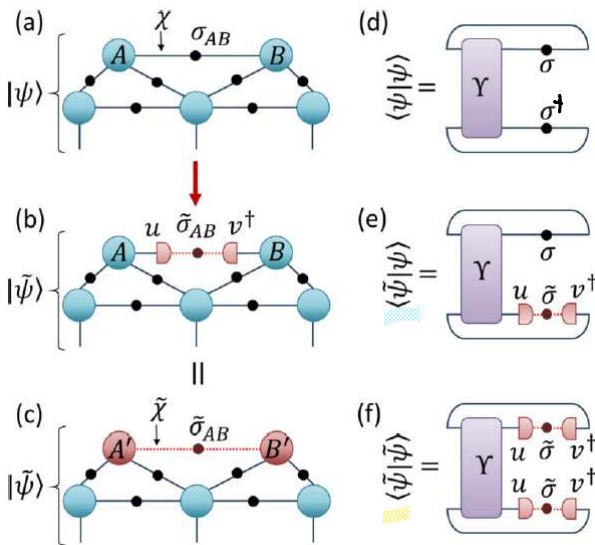 (a) χ σ_AB
|ψ⟩ A B
(b) u σ̃_AB v†
|ψ̃⟩ A B
=
(c) χ̃ σ̃_AB
|ψ̃⟩ A′ B′
(d) ⟨ψ|ψ⟩ = ϒ σ
σ†
(e) ⟨ψ̃|ψ⟩ = ϒ σ
u σ̃ v†
(f) ⟨ψ̃|ψ̃⟩ = ϒ u σ̃ v†
u σ̃ v†